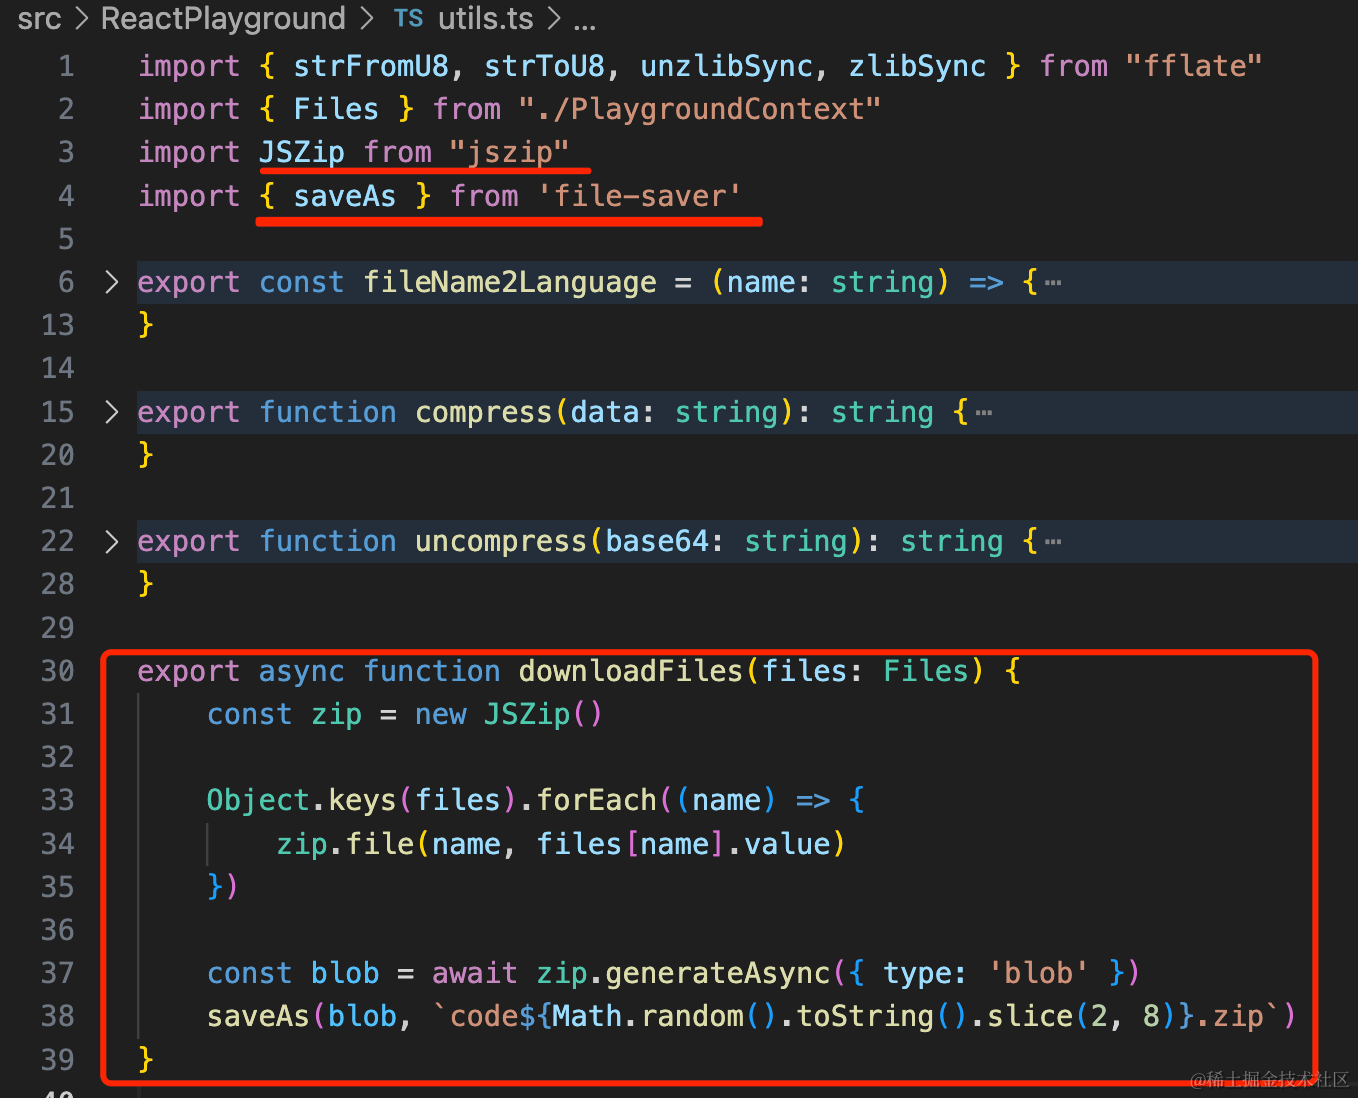 src > ReactPlayground > TS utils.ts > ...
1 import { strFromU8, strToU8, unzlibSync, zlibSync } from "fflate"
2 import { Files } from "./PlaygroundContext"
3 import JSZip from "jszip"
4 import { saveAs } from 'file-saver'
5
6 > export const fileName2Language = (name: string) => {…
13 }
14
15 > export function compress(data: string): string {…
20 }
21
22 > export function uncompress(base64: string): string {…
28 }
29
30 export async function downloadFiles(files: Files) {
31     const zip = new JSZip()
32
33     Object.keys(files).forEach((name) => {
34         zip.file(name, files[name].value)
35     })
36
37     const blob = await zip.generateAsync({ type: 'blob' })
38     saveAs(blob, `code${Math.random().toString().slice(2, 8)}.zip`)
39 }
@稀土掘金技术社区